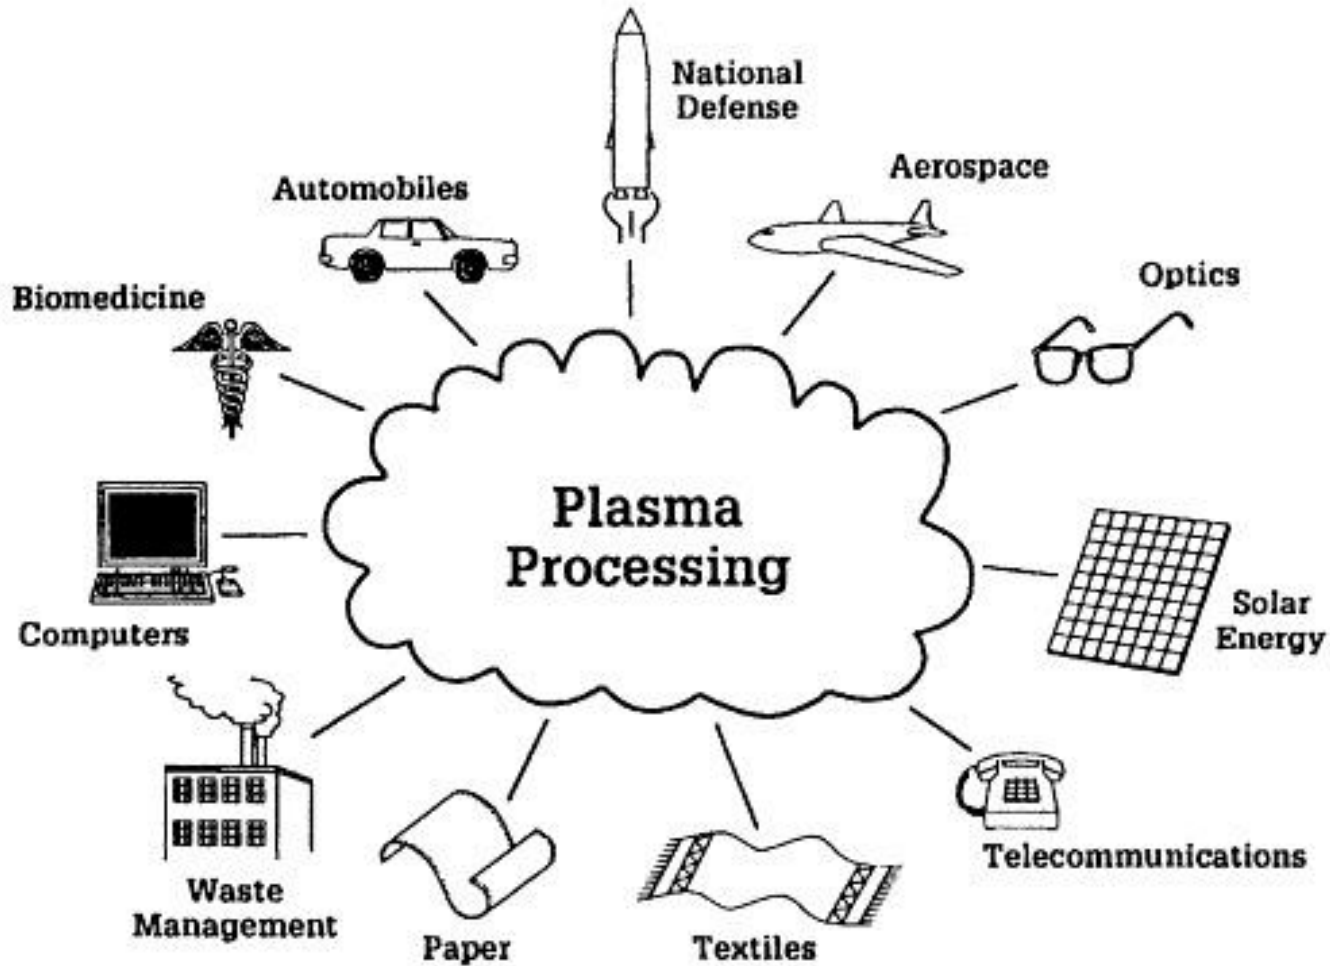 National
Defense
Aerospace
Automobiles
Optics
Biomedicine
Plasma
Processing
Solar
Energy
Computers
Telecommunications
Waste
Management
Paper
Textiles